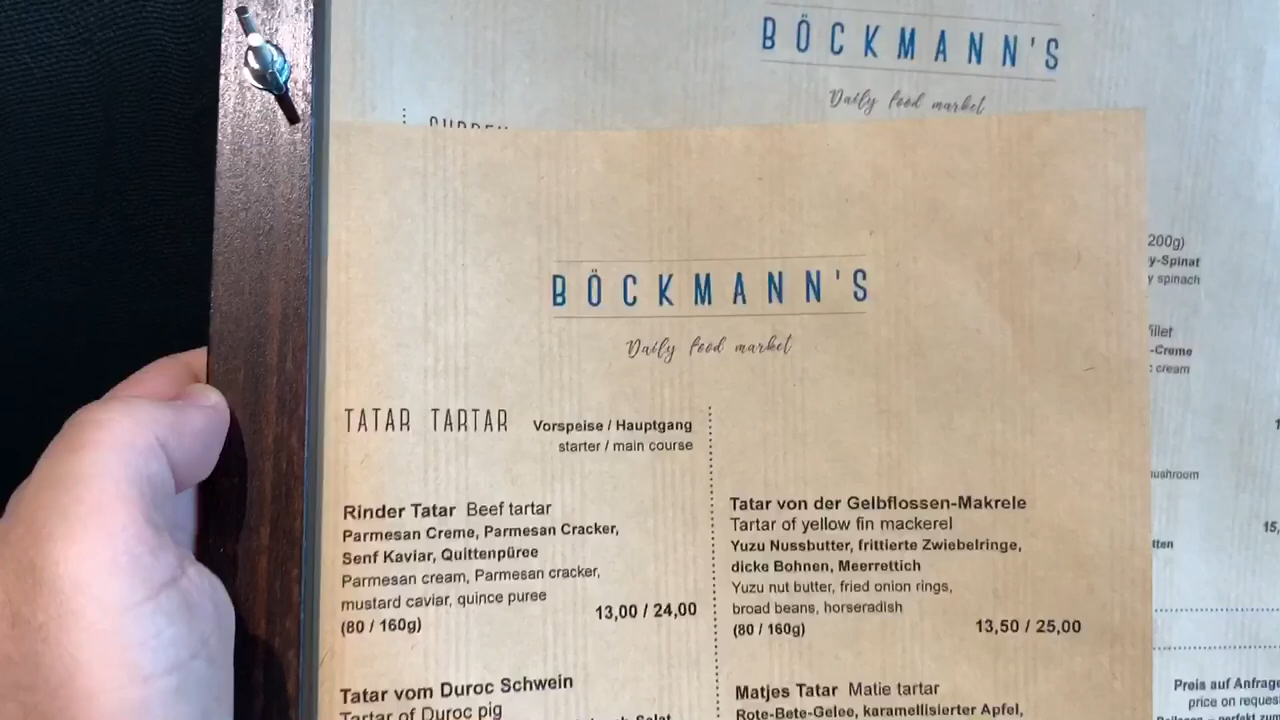 BÖCKMANN'S
Daily food market
BÖCKMANN'S
Daily food market
TATAR TARTAR
Vorspeise / Hauptgang
starter / main course
Rinder Tatar Beef tartar
Parmesan Creme, Parmesan Cracker,
Senf Kaviar, Quittenpüree
Parmesan cream, Parmesan cracker,
mustard caviar, quince puree
(80 / 160g)
13,00 / 24,00
Tatar vom Duroc Schwein
Tartar of Duroc pig
Tatar von der Gelbflossen-Makrele
Tartar of yellow fin mackerel
Yuzu Nussbutter, frittierte Zwiebelringe,
dicke Bohnen, Meerrettich
Yuzu nut butter, fried onion rings,
broad beans, horseradish
(80 / 160g)
13,50 / 25,00
Matjes Tatar Matie tartar
Rote-Bete-Gelee, karamellisierter Apfel,
200g)
y-Spinat
y spinach
-Creme
cream
15,
Preis auf Anfrage
price on reques